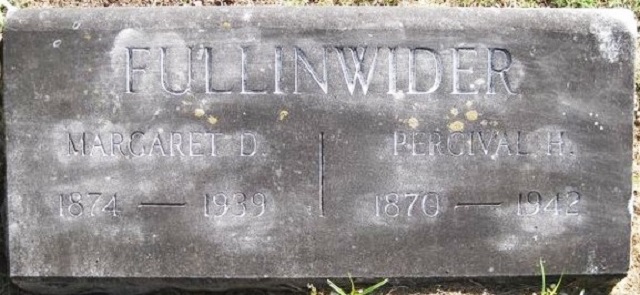 FULLINWIDER
MARGARET D. PERCIVAL H.
1874 — 1939 1870 — 1942